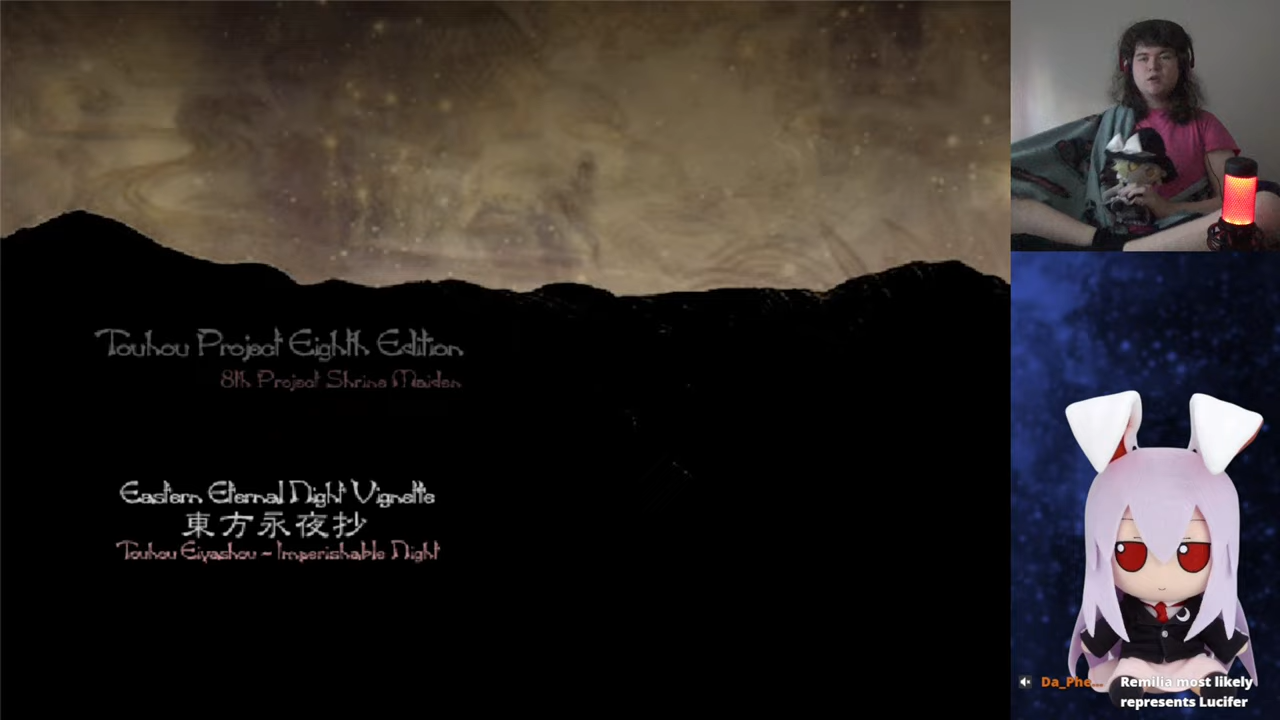 Touhou Project Eighth Edition
8th Project Shrine Maiden
Eastern Eternal Night Vignette
東方永夜抄
Touhou Eiyashou ~ Imperishable Night
Da_Phe...
Remilia most likely
represents Lucifer